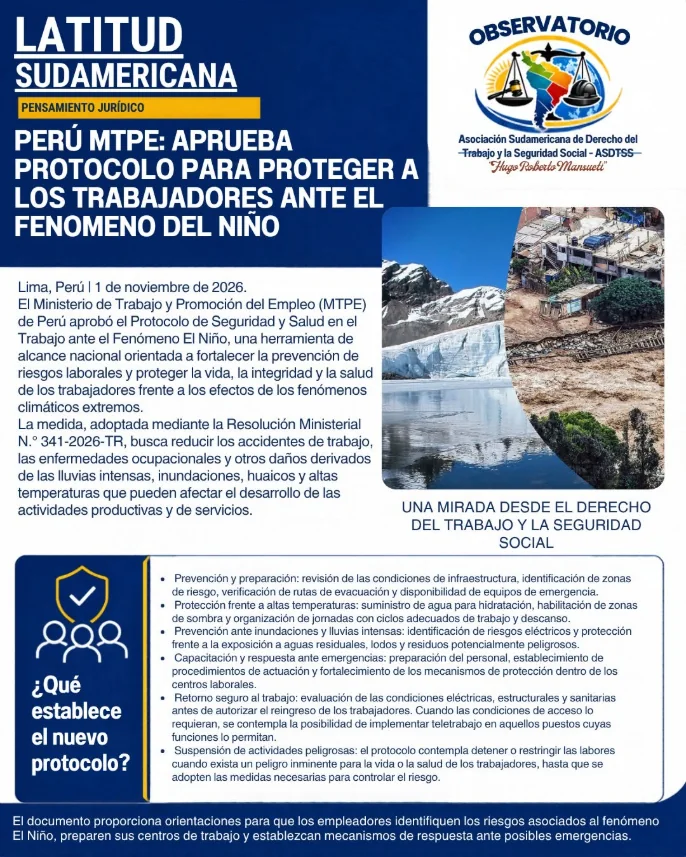 LATITUD
SUDAMERICANA
PENSAMIENTO JURÍDICO
PERÚ MTPE: APRUEBA
PROTOCOLO PARA PROTEGER A
LOS TRABAJADORES ANTE EL
FENOMENO DEL NIÑO
OBSERVATORIO
Asociación Sudamericana de Derecho del
Trabajo y la Seguridad Social - ASDTSS
"Hugo Roberto Mansueti"
Lima, Perú | 1 de noviembre de 2026.
El Ministerio de Trabajo y Promoción del Empleo (MTPE)
de Perú aprobó el Protocolo de Seguridad y Salud en el
Trabajo ante el Fenómeno El Niño, una herramienta de
alcance nacional orientada a fortalecer la prevención de
riesgos laborales y proteger la vida, la integridad y la salud
de los trabajadores frente a los efectos de los fenómenos
climáticos extremos.
La medida, adoptada mediante la Resolución Ministerial
N.° 341-2026-TR, busca reducir los accidentes de trabajo,
las enfermedades ocupacionales y otros daños derivados
de las lluvias intensas, inundaciones, huaicos y altas
temperaturas que pueden afectar el desarrollo de las
actividades productivas y de servicios.
UNA MIRADA DESDE EL DERECHO
DEL TRABAJO Y LA SEGURIDAD
SOCIAL
¿Qué
establece
el nuevo
protocolo?
• Prevención y preparación: revisión de las condiciones de infraestructura, identificación de zonas
de riesgo, verificación de rutas de evacuación y disponibilidad de equipos de emergencia.
• Protección frente a altas temperaturas: suministro de agua para hidratación, habilitación de zonas
de sombra y organización de jornadas con ciclos adecuados de trabajo y descanso.
• Prevención ante inundaciones y lluvias intensas: identificación de riesgos eléctricos y protección
frente a la exposición a aguas residuales, lodos y residuos potencialmente peligrosos.
• Capacitación y respuesta ante emergencias: preparación del personal, establecimiento de
procedimientos de actuación y fortalecimiento de los mecanismos de protección dentro de los
centros laborales.
• Retorno seguro al trabajo: evaluación de las condiciones eléctricas, estructurales y sanitarias
antes de autorizar el reingreso de los trabajadores. Cuando las condiciones de acceso lo
requieran, se contempla la posibilidad de implementar teletrabajo en aquellos puestos cuyas
funciones lo permitan.
• Suspensión de actividades peligrosas: el protocolo contempla detener o restringir las labores
cuando exista un peligro inminente para la vida o la salud de los trabajadores, hasta que se
adopten las medidas necesarias para controlar el riesgo.
El documento proporciona orientaciones para que los empleadores identifiquen los riesgos asociados al fenómeno
El Niño, preparen sus centros de trabajo y establezcan mecanismos de respuesta ante posibles emergencias.